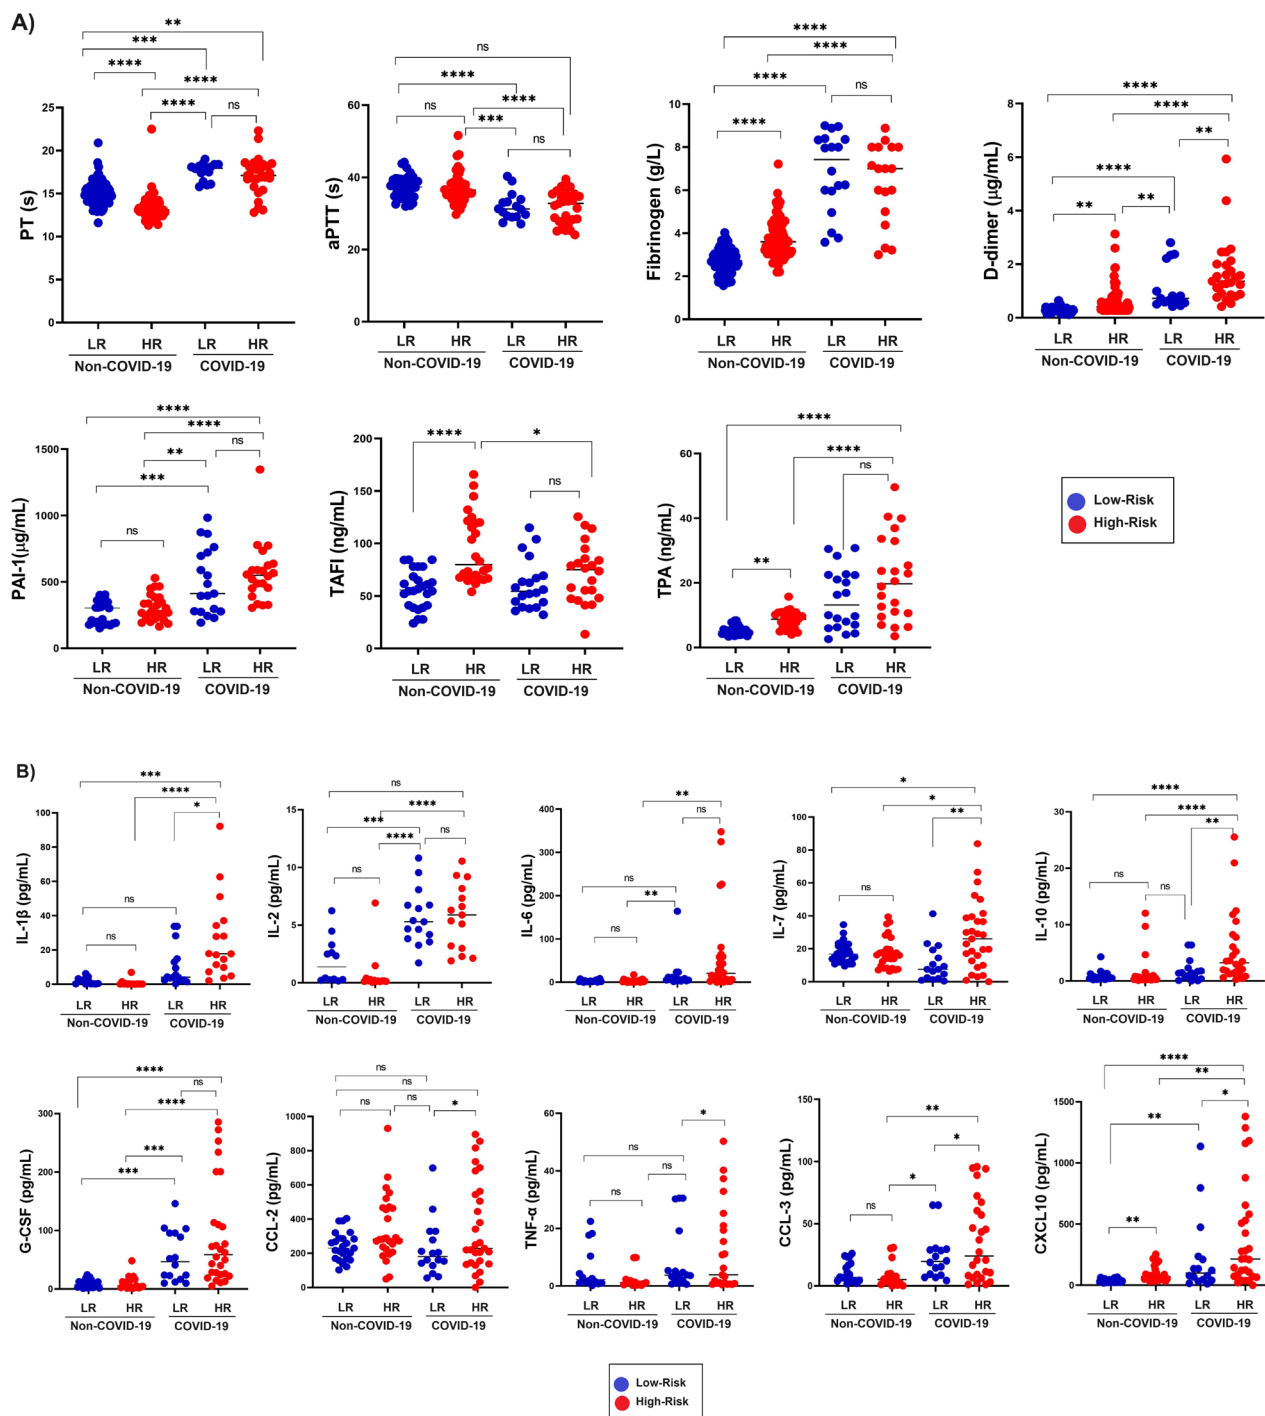 A)
**
***
****
****
****
ns
PT (s)
25
20
15
10
5
0
LR HR LR HR
Non-COVID-19 COVID-19
ns
****
ns
****
***
ns
aPTT (s)
60
40
20
0
LR HR LR HR
Non-COVID-19 COVID-19
****
****
****
ns
****
Fibrinogen (g/L)
10
8
6
4
2
0
LR HR LR HR
Non-COVID-19 COVID-19
****
****
**
****
**
**
D-dimer (μg/mL)
8
6
4
2
0
LR HR LR HR
Non-COVID-19 COVID-19
****
****
ns
**
***
ns
PAI-1(μg/mL)
1500
1000
500
0
LR HR LR HR
Non-COVID-19 COVID-19
****
*
ns
TAFI (ng/mL)
200
150
100
50
0
LR HR LR HR
Non-COVID-19 COVID-19
****
****
ns
**
TPA (ng/mL)
60
40
20
0
LR HR LR HR
Non-COVID-19 COVID-19
Low-Risk
High-Risk
B)
***
****
*
ns
ns
IL-1β (pg/mL)
100
80
60
40
20
0
LR HR LR HR
Non-COVID-19 COVID-19
ns
****
***
****
ns
ns
IL-2 (pg/mL)
15
10
5
0
LR HR LR HR
Non-COVID-19 COVID-19
**
ns
ns
**
ns
IL-6 (pg/mL)
400
300
200
100
0
LR HR LR HR
Non-COVID-19 COVID-19
*
*
**
ns
IL-7 (pg/mL)
100
80
60
40
20
0
LR HR LR HR
Non-COVID-19 COVID-19
****
****
**
ns
ns
IL-10 (pg/mL)
30
20
10
0
LR HR LR HR
Non-COVID-19 COVID-19
****
ns
****
***
***
G-CSF (pg/mL)
300
200
100
0
LR HR LR HR
Non-COVID-19 COVID-19
ns
ns
ns
ns
*
CCL-2 (pg/mL)
1000
800
600
400
200
0
LR HR LR HR
Non-COVID-19 COVID-19
*
ns
ns
ns
TNF-α (pg/mL)
60
40
20
0
LR HR LR HR
Non-COVID-19 COVID-19
**
*
*
ns
CCL-3 (pg/mL)
150
100
50
0
LR HR LR HR
Non-COVID-19 COVID-19
****
**
*
**
**
CXCL10 (pg/mL)
1500
1000
500
0
LR HR LR HR
Non-COVID-19 COVID-19
Low-Risk
High-Risk